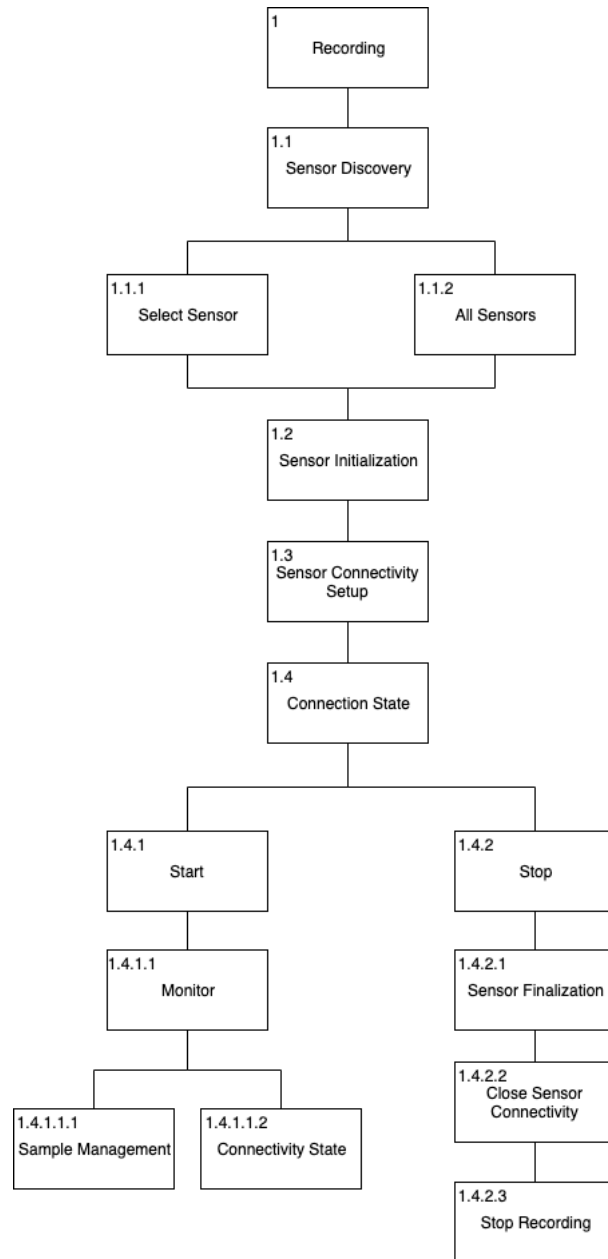 1
Recording
1.1
Sensor Discovery
1.1.1
Select Sensor
1.1.2
All Sensors
1.2
Sensor Initialization
1.3
Sensor Connectivity
Setup
1.4
Connection State
1.4.1
Start
1.4.2
Stop
1.4.1.1
Monitor
1.4.2.1
Sensor Finalization
1.4.1.1.1
Sample Management
1.4.1.1.2
Connectivity State
1.4.2.2
Close Sensor
Connectivity
1.4.2.3
Stop Recording